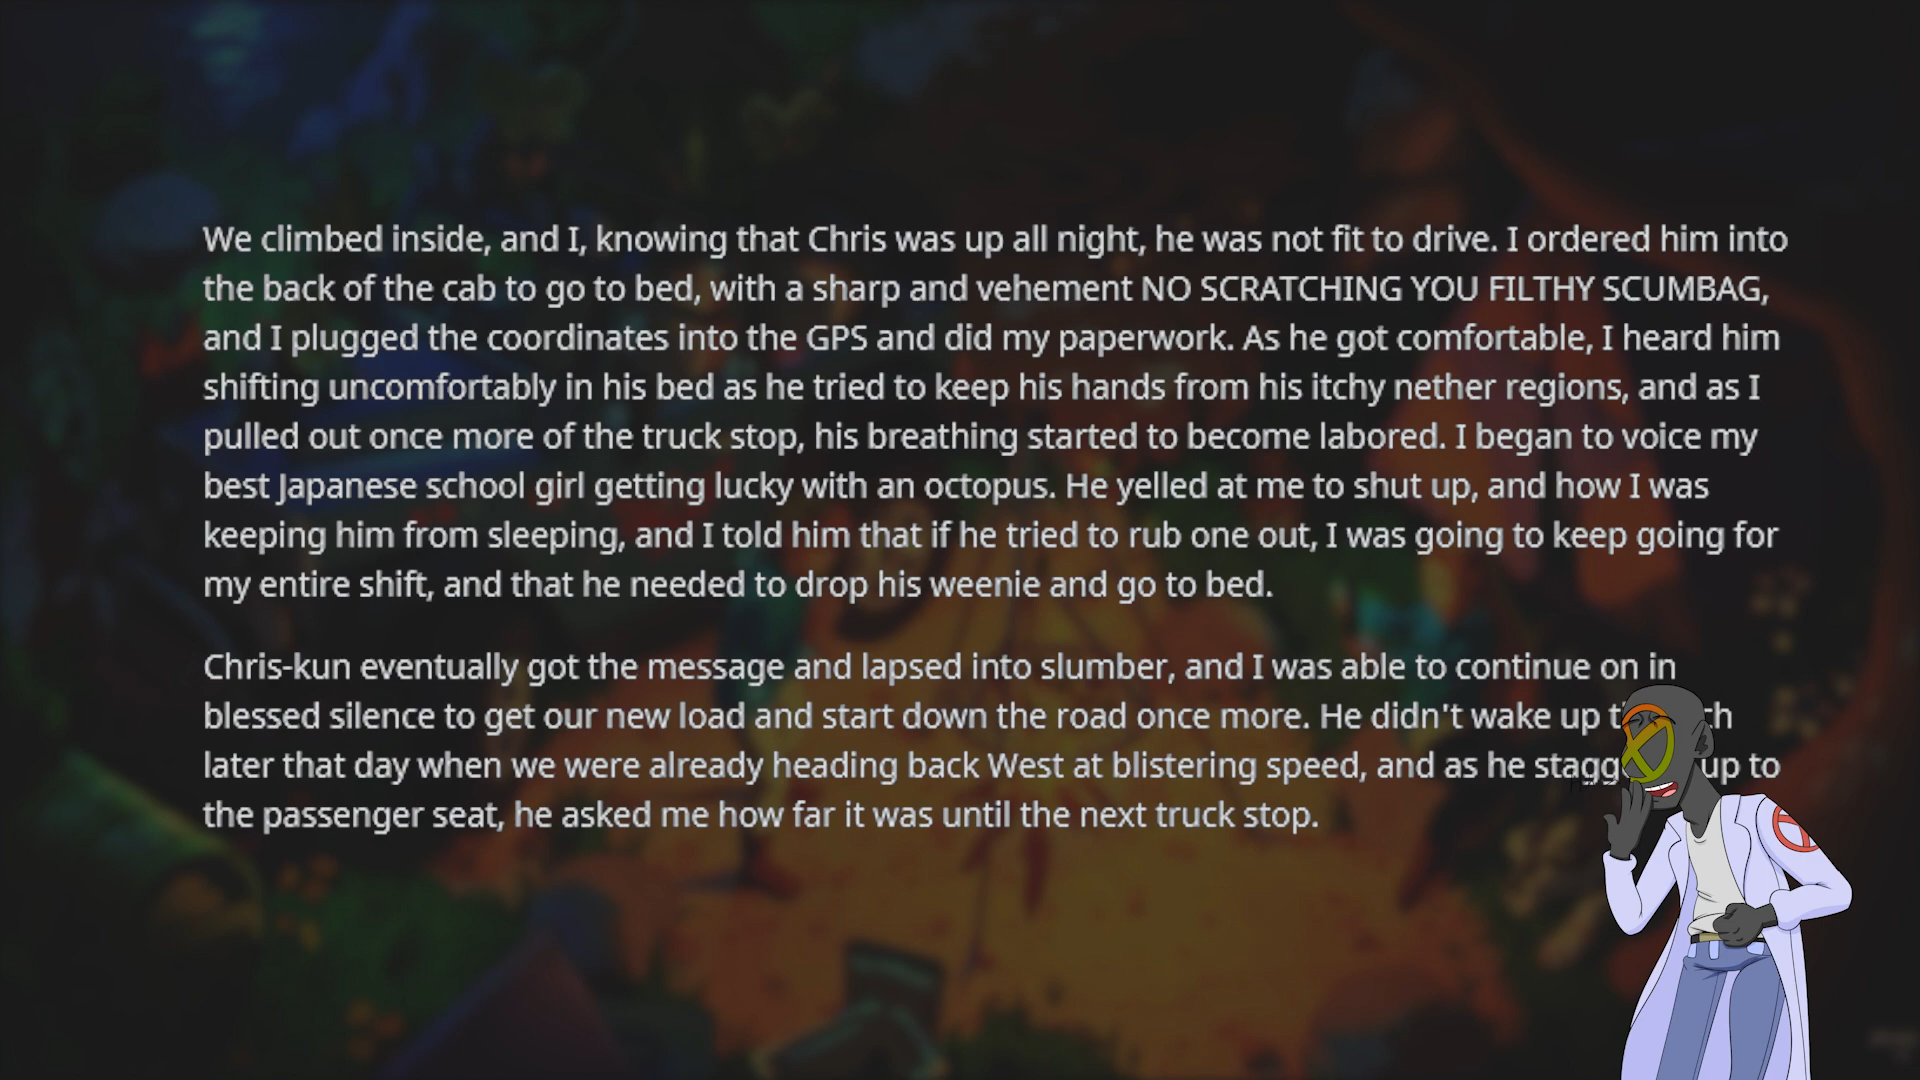 We climbed inside, and I, knowing that Chris was up all night, he was not fit to drive. I ordered him into
the back of the cab to go to bed, with a sharp and vehement NO SCRATCHING YOU FILTHY SCUMBAG,
and I plugged the coordinates into the GPS and did my paperwork. As he got comfortable, I heard him
shifting uncomfortably in his bed as he tried to keep his hands from his itchy nether regions, and as I
pulled out once more of the truck stop, his breathing started to become labored. I began to voice my
best Japanese school girl getting lucky with an octopus. He yelled at me to shut up, and how I was
keeping him from sleeping, and I told him that if he tried to rub one out, I was going to keep going for
my entire shift, and that he needed to drop his weenie and go to bed.
Chris-kun eventually got the message and lapsed into slumber, and I was able to continue on in
blessed silence to get our new load and start down the road once more. He didn't wake up
later that day when we were already heading back West at blistering speed, and as he up to
the passenger seat, he asked me how far it was until the next truck stop.